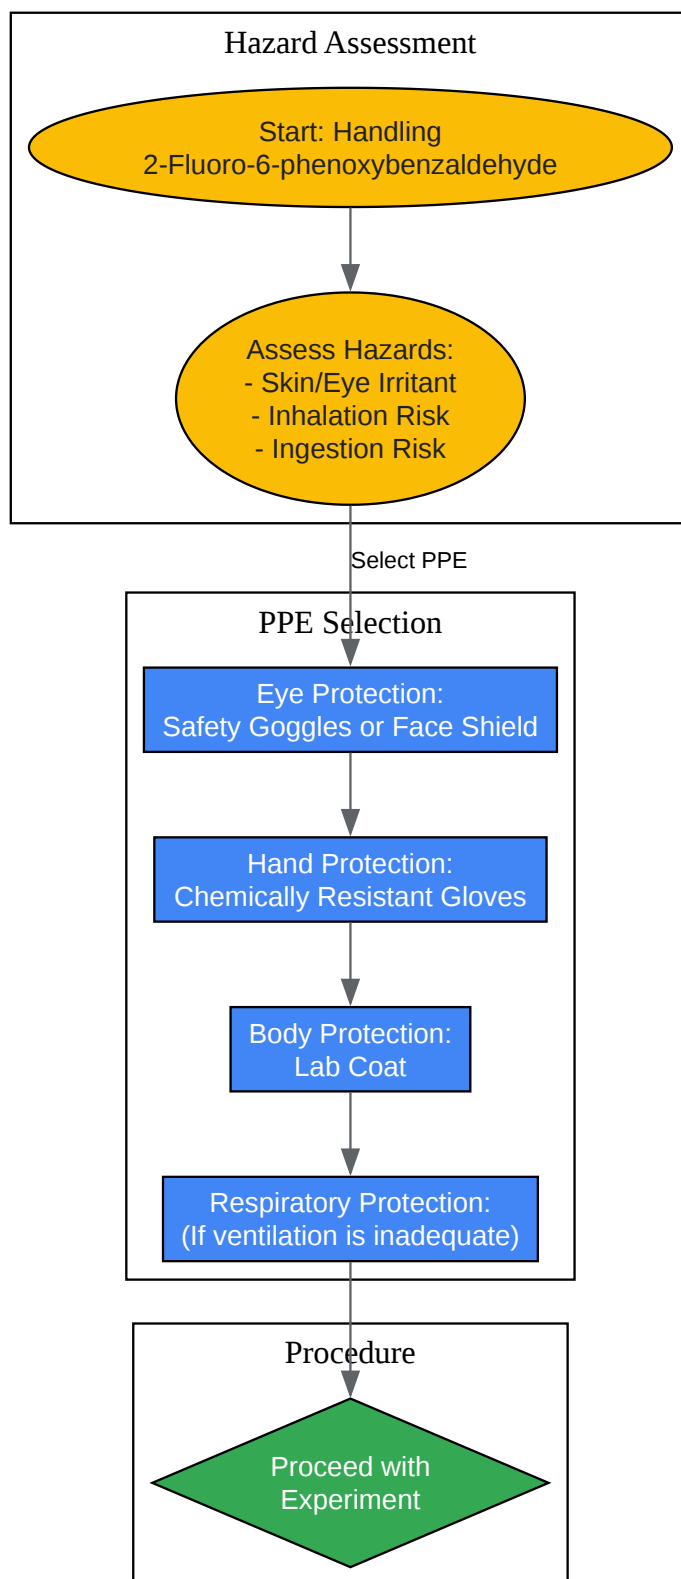 Hazard Assessment
Start: Handling
2-Fluoro-6-phenoxybenzaldehyde
Assess Hazards:
- Skin/Eye Irritant
- Inhalation Risk
- Ingestion Risk
Select PPE
PPE Selection
Eye Protection:
Safety Goggles or Face Shield
Hand Protection:
Chemically Resistant Gloves
Body Protection:
Lab Coat
Respiratory Protection:
(If ventilation is inadequate)
Procedure
Proceed with
Experiment